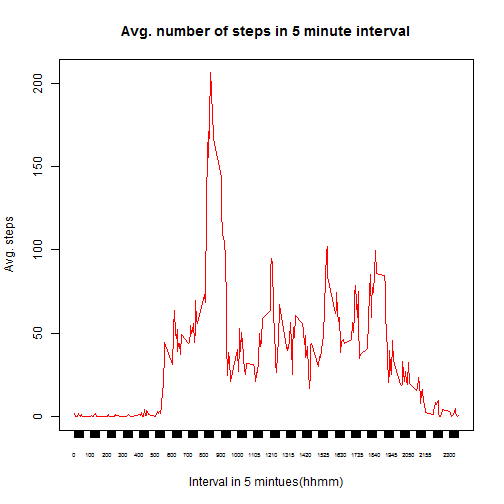 Avg. number of steps in 5 minute interval
Avg. steps
200
150
100
50
0
0 100 200 300 400 500 600 700 800 900 1000 1105 1210 1315 1420 1525 1630 1735 1840 1945 2050 2155 2300
Interval in 5 mintues(hhmm)